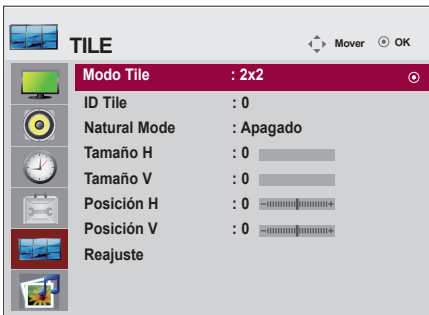 TILE Mover OK
Modo Tile : 2x2
ID Tile : 0
Natural Mode : Apagado
Tamaño H : 0
Tamaño V : 0
Posición H : 0 - +
Posición V : 0 - +
Reajuste